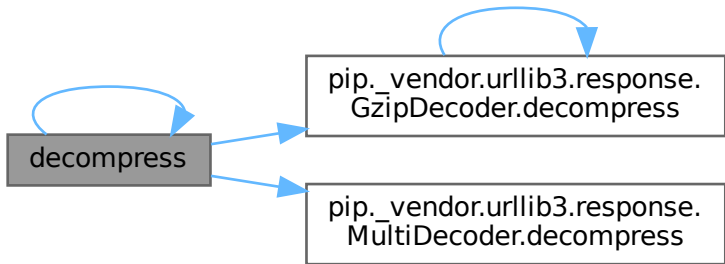 decompress
pip._vendor.urllib3.response.
GzipDecoder.decompress
pip._vendor.urllib3.response.
MultiDecoder.decompress